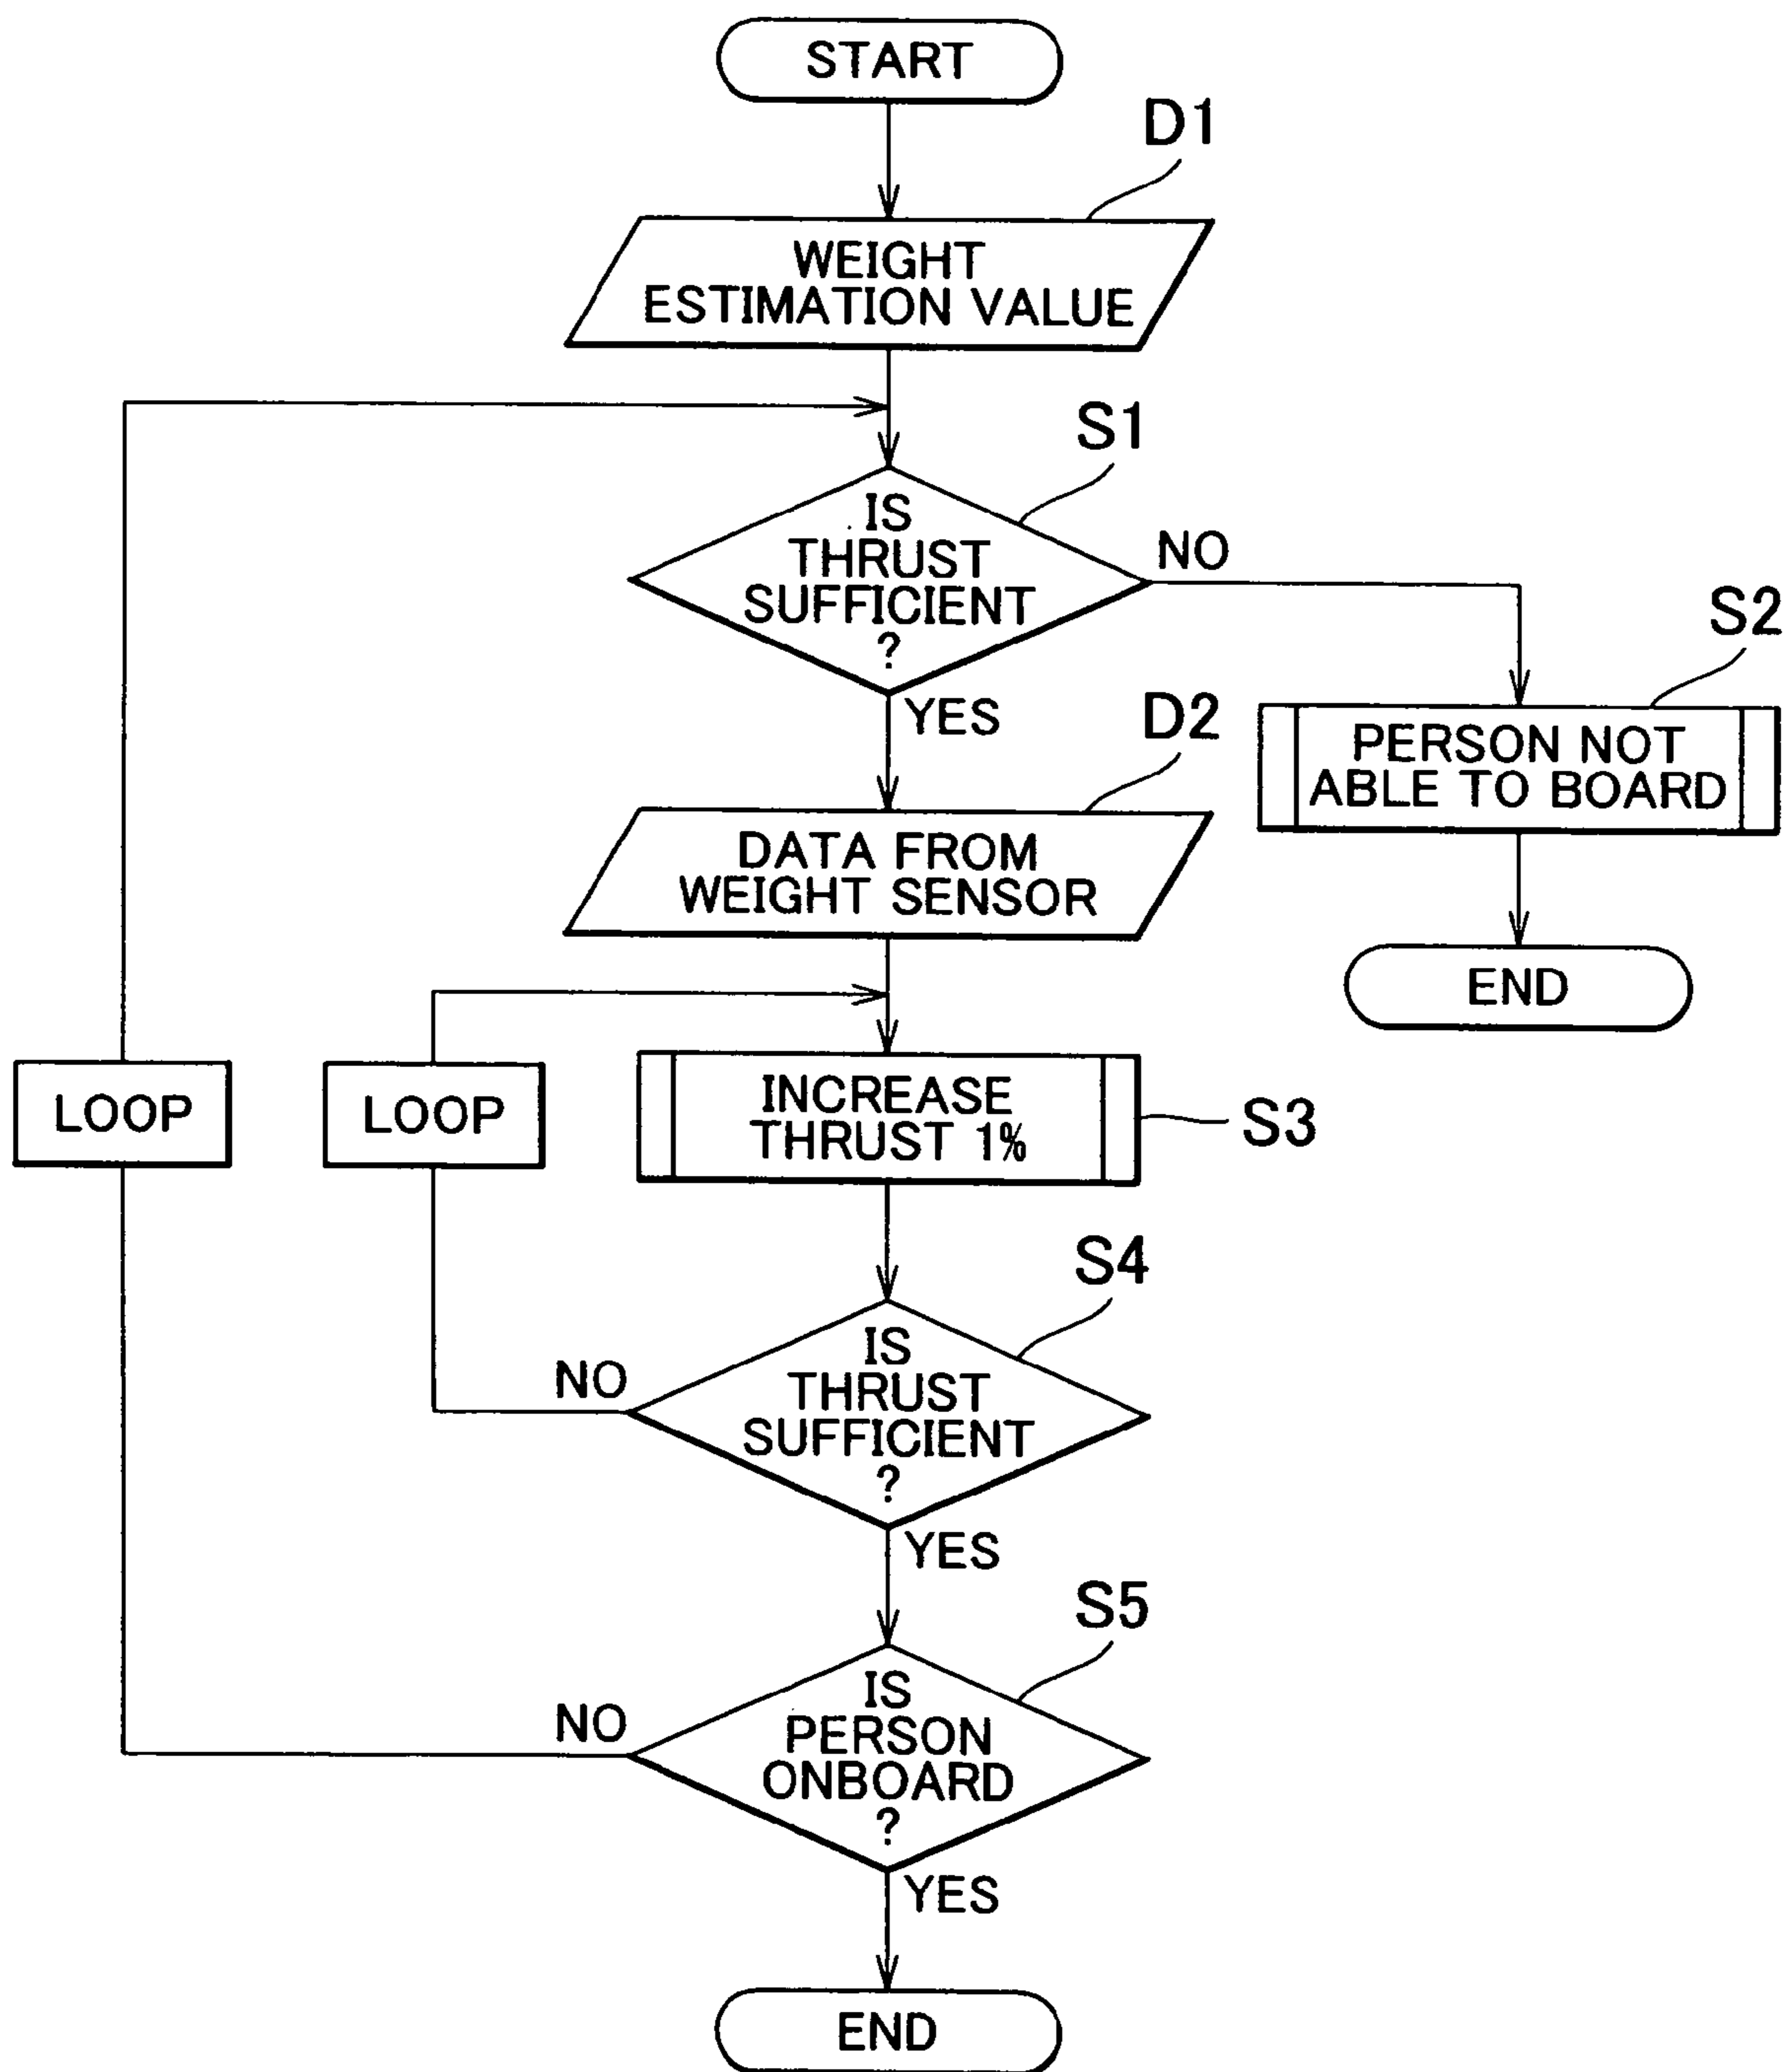 START
D1
WEIGHT
ESTIMATION VALUE
S1
IS
THRUST
SUFFICIENT
?
NO
S2
PERSON NOT
ABLE TO BOARD
END
YES
D2
DATA FROM
WEIGHT SENSOR
LOOP
LOOP
INCREASE
THRUST 1%
S3
S4
IS
THRUST
SUFFICIENT
?
NO
YES
S5
IS
PERSON
ONBOARD
?
NO
YES
END